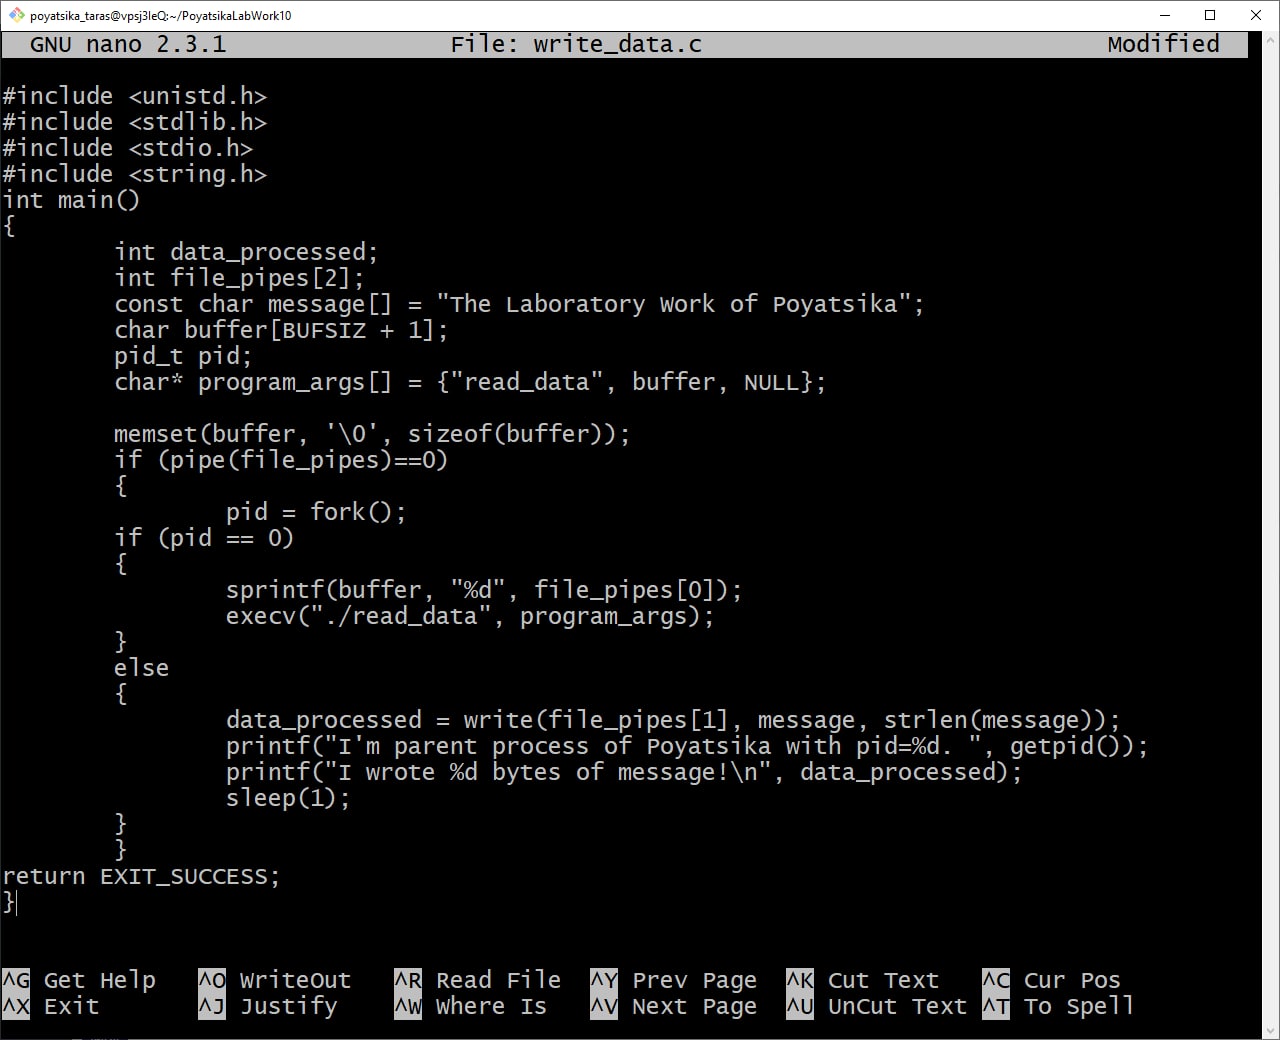 poyatsika_taras@vpsj3leQ:~/PoyatsikaLabWork10
GNU nano 2.3.1 File: write_data.c Modified
#include <unistd.h>
#include <stdlib.h>
#include <stdio.h>
#include <string.h>
int main()
{
        int data_processed;
        int file_pipes[2];
        const char message[] = "The Laboratory Work of Poyatsika";
        char buffer[BUFSIZ + 1];
        pid_t pid;
        char* program_args[] = {"read_data", buffer, NULL};
        memset(buffer, '\0', sizeof(buffer));
        if (pipe(file_pipes)==0)
        {
                pid = fork();
        if (pid == 0)
        {
                sprintf(buffer, "%d", file_pipes[0]);
                execv("./read_data", program_args);
        }
        else
        {
                data_processed = write(file_pipes[1], message, strlen(message));
                printf("I'm parent process of Poyatsika with pid=%d. ", getpid());
                printf("I wrote %d bytes of message!\n", data_processed);
                sleep(1);
        }
        }
return EXIT_SUCCESS;
}
^G Get Help ^O WriteOut ^R Read File ^Y Prev Page ^K Cut Text ^C Cur Pos
^X Exit ^J Justify ^W Where Is ^V Next Page ^U UnCut Text ^T To Spell